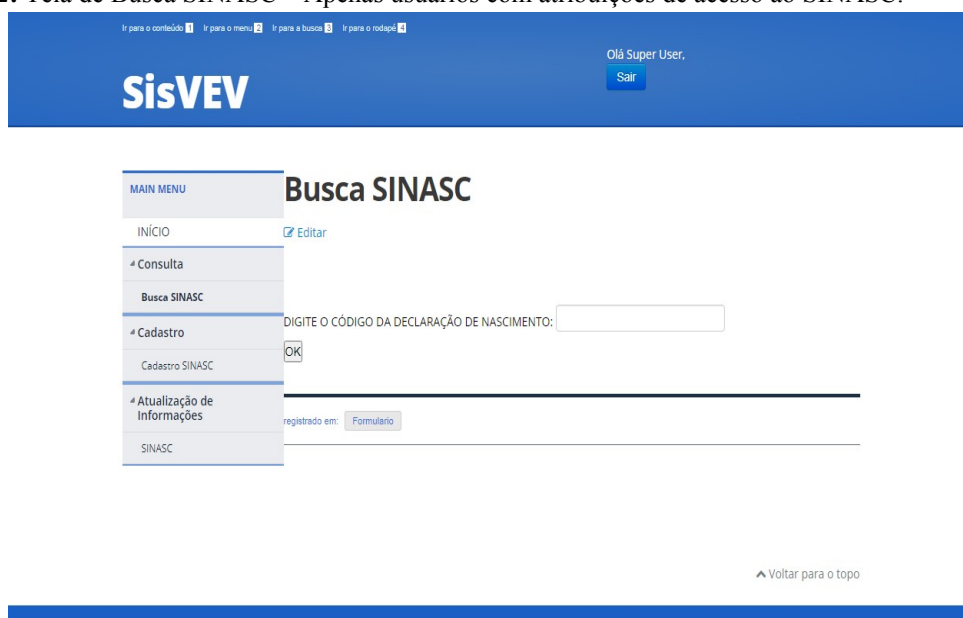 2. Tela de Busca SINASC – Apenas usuários com atribuições de acesso ao SINASC.
Ir para o conteúdo 1 Ir para o menu 2 Ir para a busca 3 Ir para o rodapé 4
Olá Super User,
Sair
SisVEV
MAIN MENU
INÍCIO
Consulta
Busca SINASC
Cadastro
Cadastro SINASC
Atualização de
Informações
SINASC
Busca SINASC
Editar
DIGITE O CÓDIGO DA DECLARAÇÃO DE NASCIMENTO:
OK
registrado em: Formulario
Voltar para o topo